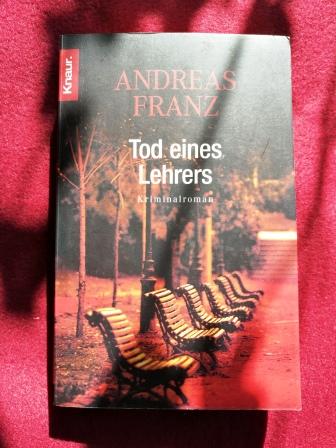 Knaur.
ANDREAS
FRANZ
Tod eines
Lehrers
Kriminalroman